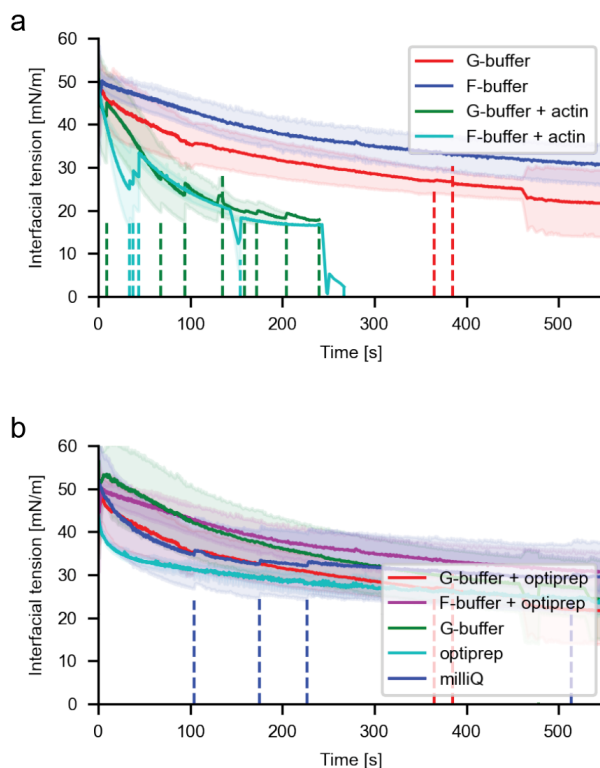 a
Interfacial tension [mN/m]
60
50
40
30
20
10
0
G-buffer
F-buffer
G-buffer + actin
F-buffer + actin
0 100 200 300 400 500
Time [s]
b
Interfacial tension [mN/m]
60
50
40
30
20
10
0
G-buffer + optiprep
F-buffer + optiprep
G-buffer
optiprep
milliQ
0 100 200 300 400 500
Time [s]